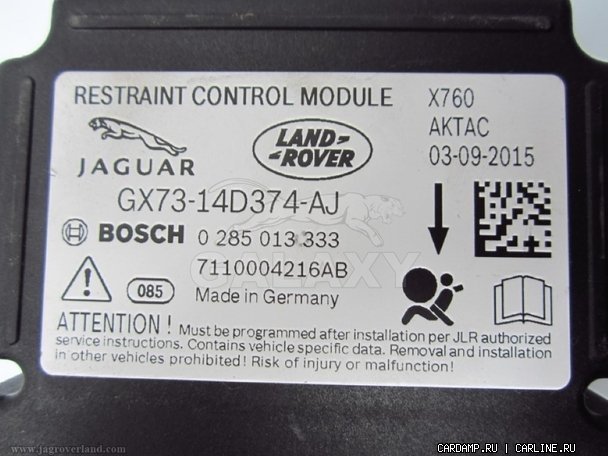 RESTRAINT CONTROL MODULE X760
JAGUAR LAND- -ROVER AKTAC
03-09-2015
GX73-14D374-AJ
BOSCH 0 285 013 333
7110004216AB
GALAXY
085 Made in Germany
ATTENTION ! Must be programmed after installation per JLR authorized
service instructions. Contains vehicle specific data. Removal and installation
in other vehicles prohibited ! Risk of injury or malfunction!
www.jagroverland.com
CARDAMP.RU | CARLINE.RU